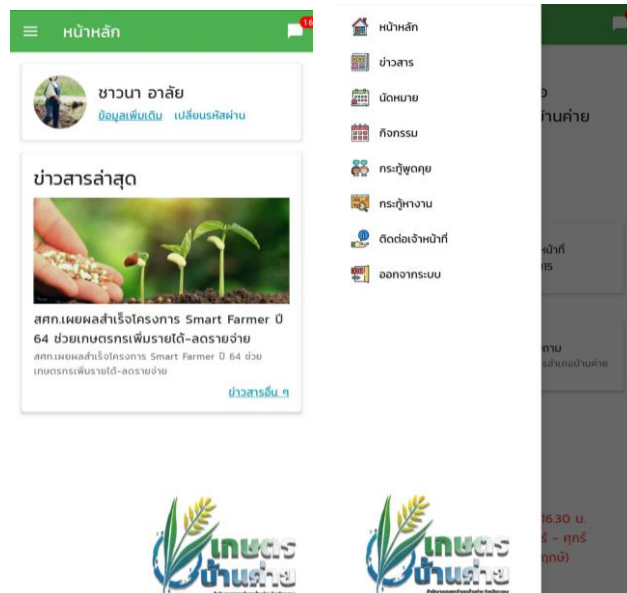 หน้าหลัก
16
ชาวนา อาลัย
ข้อมูลเพิ่มเติม เปลี่ยนรหัสผ่าน
ข่าวสารล่าสุด
สศก.เผยผลสำเร็จโครงการ Smart Farmer ปี
64 ช่วยเกษตรกรเพิ่มรายได้-ลดรายจ่าย
สศก.เผยผลสำเร็จโครงการ Smart Farmer ปี 64 ช่วย
เกษตรกรเพิ่มรายได้-ลดรายจ่าย
ข่าวสารอื่น ๆ
เกษตร
บ้านค่าย
หน้าหลัก
ข่าวสาร
นัดหมาย
กิจกรรม
กระทู้พูดคุย
กระทู้หางาน
ติดต่อเจ้าหน้าที่
ออกจากระบบ
เกษตร
บ้านค่าย
้านค่าย
หน้าที่
15
ถาม
รอำเภอบ้านค่าย
16.30 น.
ร์ - ศุกร์
ฤกษ์)